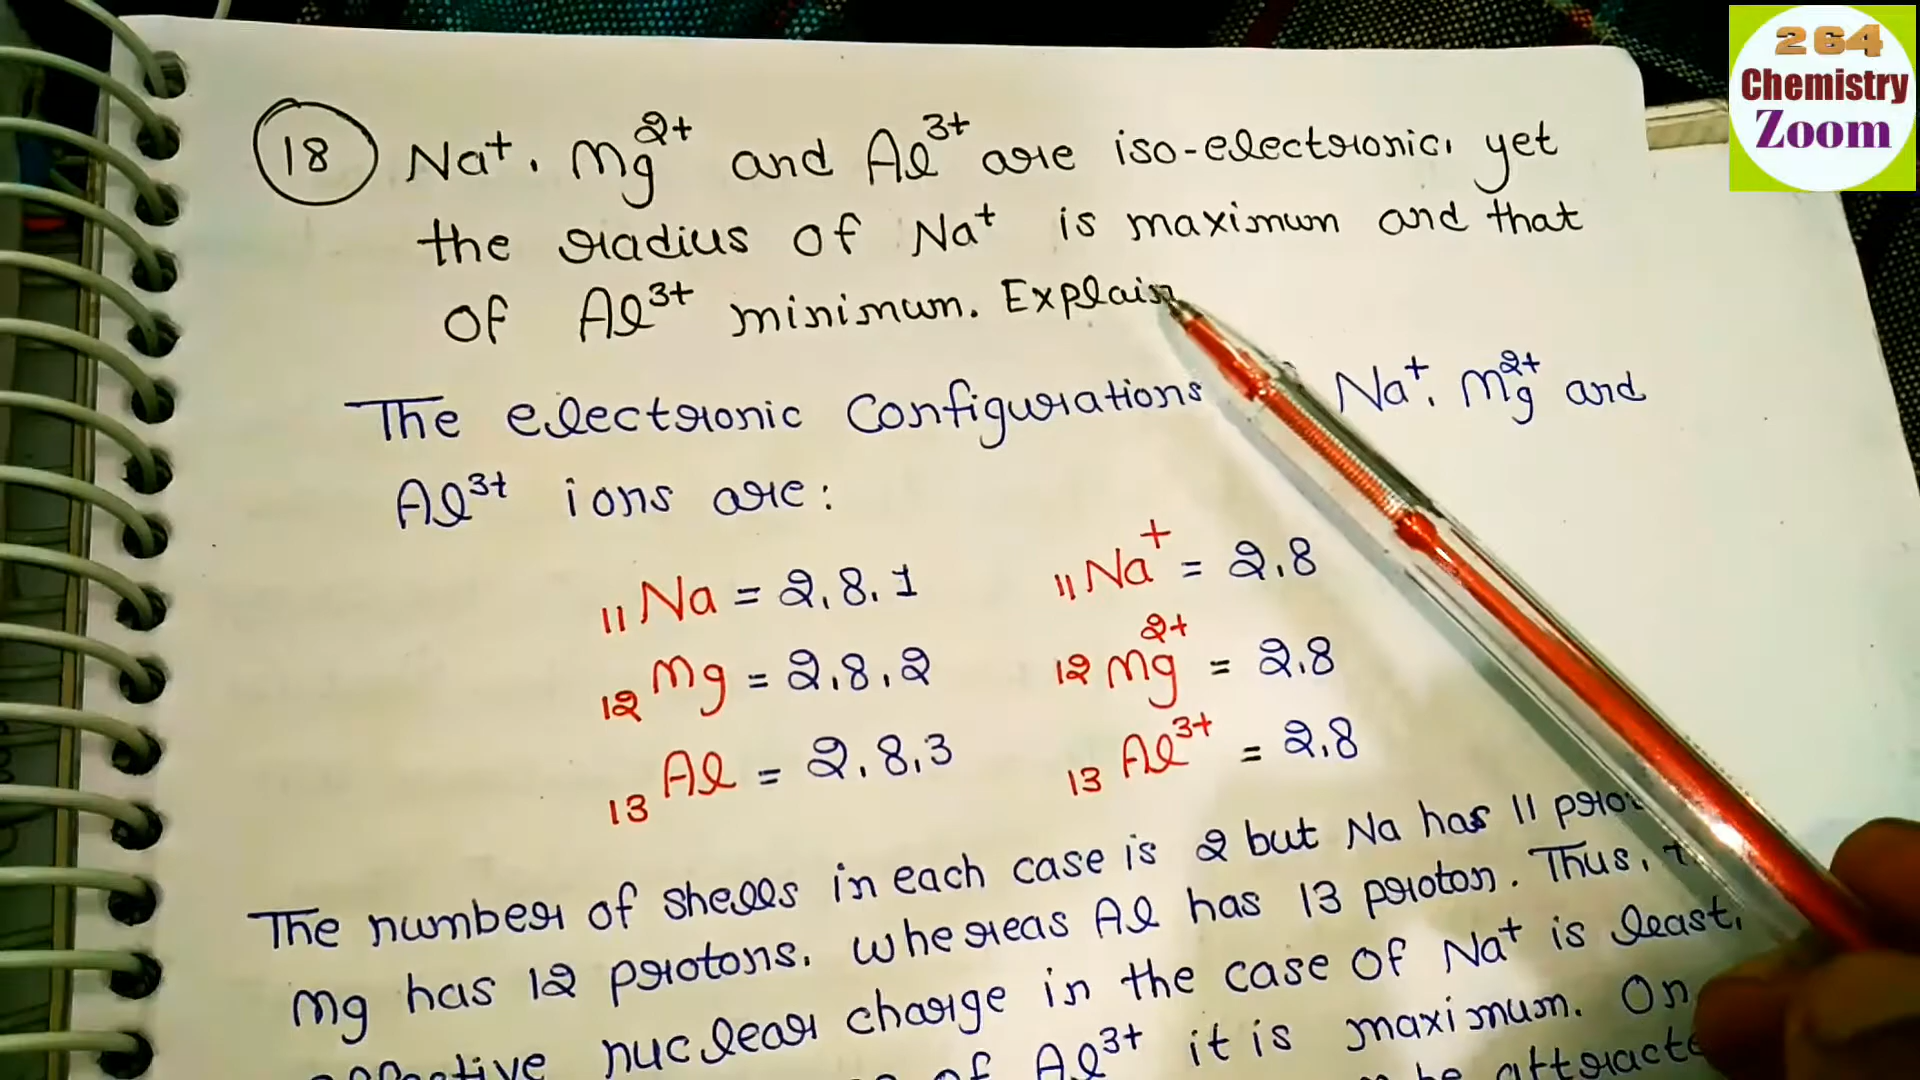 264
Chemistry
Zoom
18 Na⁺, Mg²⁺ and Al³⁺ are iso-electronic, yet
the radius of Na⁺ is maximum and that
of Al³⁺ minimum. Explain
The electronic configurations Na⁺, Mg²⁺ and
Al³⁺ ions are:
₁₁Na = 2,8,1 ₁₁Na⁺ = 2,8
₁₂Mg = 2,8,2 ₁₂Mg²⁺ = 2,8
₁₃Al = 2,8,3 ₁₃Al³⁺ = 2,8
The number of shells in each case is 2 but Na has 11
Mg has 12 protons, whereas Al has 13 proton. Thus,
nuclear charge in the case of Na⁺ is least,
of Al³⁺ it is maximum. On
be